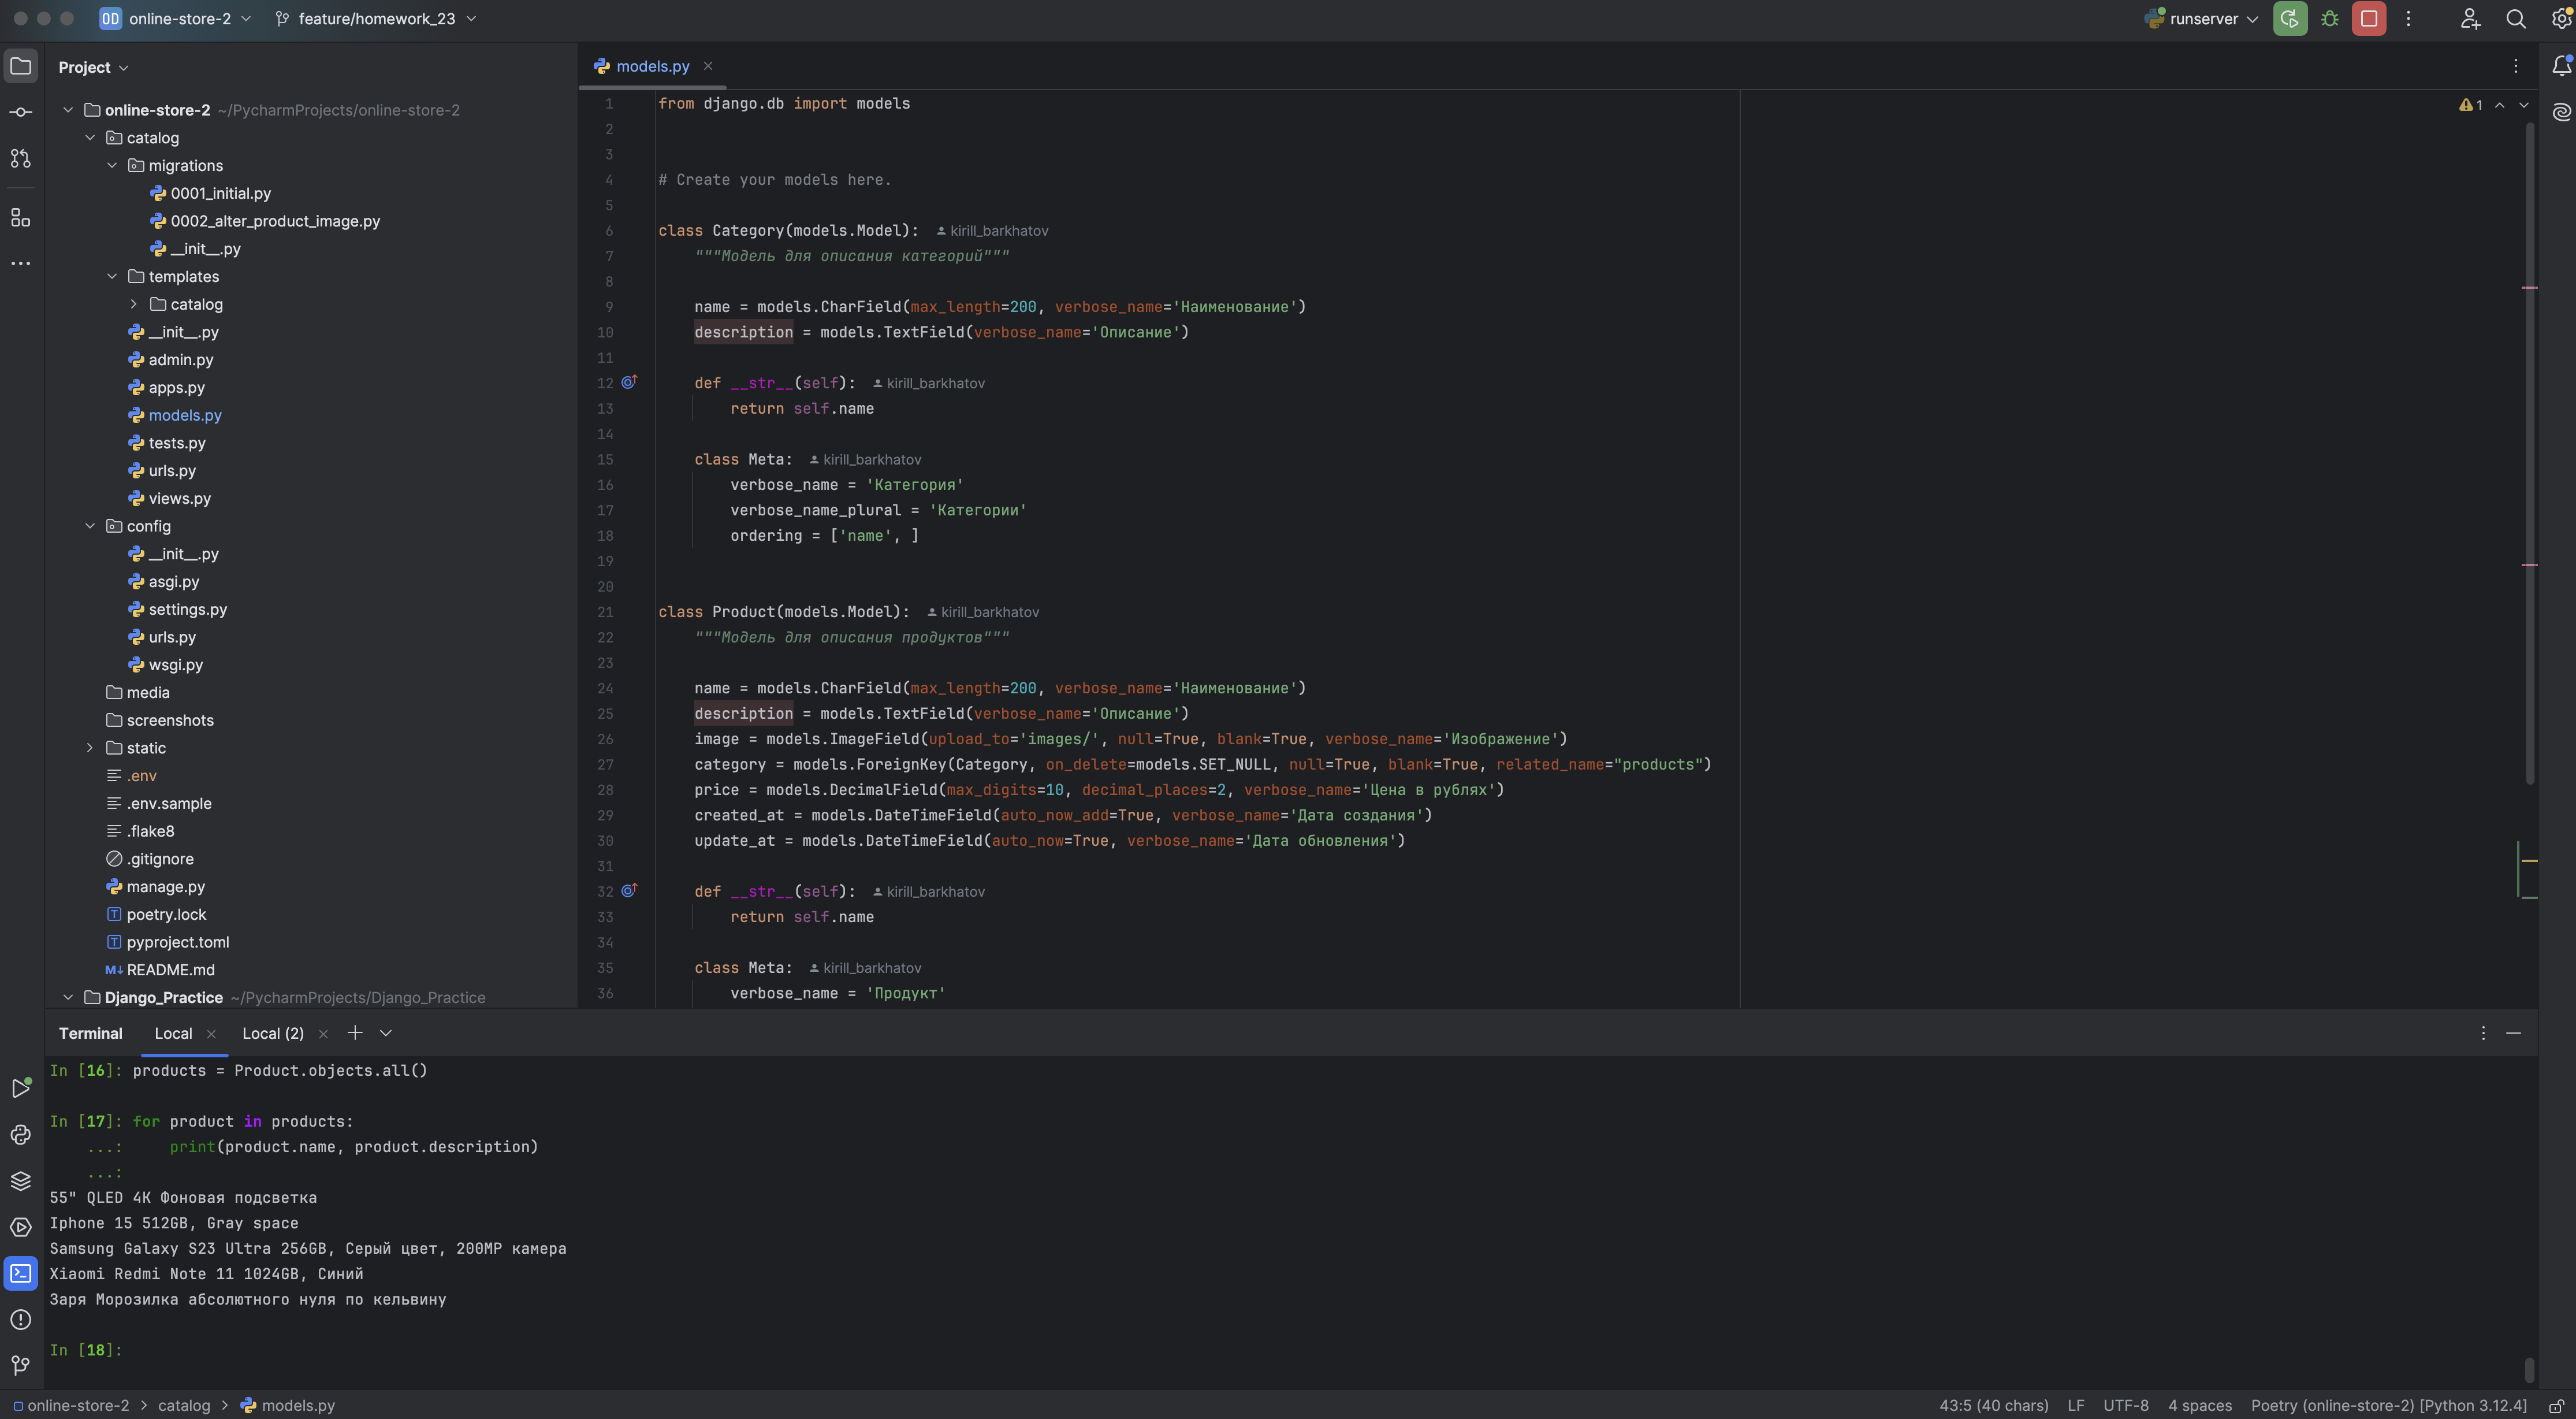 online-store-2
feature/homework_23
runserver
Project
online-store-2 ~/PycharmProjects/online-store-2
catalog
migrations
0001_initial.py
0002_alter_product_image.py
__init__.py
templates
catalog
__init__.py
admin.py
apps.py
models.py
tests.py
urls.py
views.py
config
__init__.py
asgi.py
settings.py
urls.py
wsgi.py
media
screenshots
static
.env
.env.sample
.flake8
.gitignore
manage.py
poetry.lock
pyproject.toml
README.md
Django_Practice ~/PycharmProjects/Django_Practice
models.py
1
1 from django.db import models
2
3
4 # Create your models here.
5
6 class Category(models.Model): kirill_barkhatov
7 """Модель для описания категорий"""
8
9 name = models.CharField(max_length=200, verbose_name='Наименование')
10 description = models.TextField(verbose_name='Описание')
11
12 def __str__(self): kirill_barkhatov
13 return self.name
14
15 class Meta: kirill_barkhatov
16 verbose_name = 'Категория'
17 verbose_name_plural = 'Категории'
18 ordering = ['name', ]
19
20
21 class Product(models.Model): kirill_barkhatov
22 """Модель для описания продуктов"""
23
24 name = models.CharField(max_length=200, verbose_name='Наименование')
25 description = models.TextField(verbose_name='Описание')
26 image = models.ImageField(upload_to='images/', null=True, blank=True, verbose_name='Изображение')
27 category = models.ForeignKey(Category, on_delete=models.SET_NULL, null=True, blank=True, related_name="products")
28 price = models.DecimalField(max_digits=10, decimal_places=2, verbose_name='Цена в рублях')
29 created_at = models.DateTimeField(auto_now_add=True, verbose_name='Дата создания')
30 update_at = models.DateTimeField(auto_now=True, verbose_name='Дата обновления')
31
32 def __str__(self): kirill_barkhatov
33 return self.name
34
35 class Meta: kirill_barkhatov
36 verbose_name = 'Продукт'
Terminal Local Local (2)
In [16]: products = Product.objects.all()
In [17]: for product in products:
...: print(product.name, product.description)
...:
55" QLED 4K Фоновая подсветка
Iphone 15 512GB, Gray space
Samsung Galaxy S23 Ultra 256GB, Серый цвет, 200MP камера
Xiaomi Redmi Note 11 1024GB, Синий
Заря Морозилка абсолютного нуля по кельвину
In [18]:
online-store-2 > catalog > models.py
43:5 (40 chars) LF UTF-8 4 spaces Poetry (online-store-2) [Python 3.12.4]